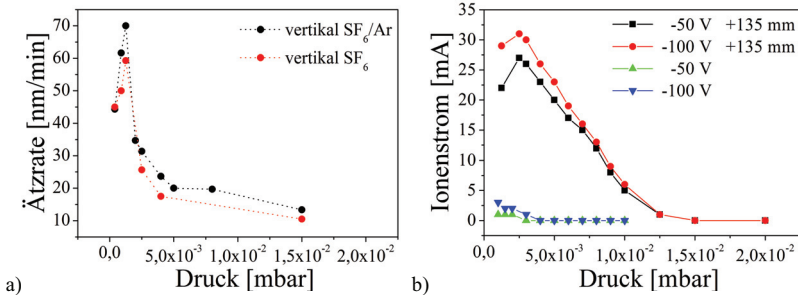 a)
Ätzrate [nm/min]
70
60
50
40
30
20
10
vertikal SF6/Ar
vertikal SF6
0,0 5,0x10⁻³ 1,0x10⁻² 1,5x10⁻² 2,0x10⁻²
Druck [mbar]
b)
Ionenstrom [mA]
35
30
25
20
15
10
5
0
-50 V +135 mm
-100 V +135 mm
-50 V
-100 V
0,0 5,0x10⁻³ 1,0x10⁻² 1,5x10⁻² 2,0x10⁻²
Druck [mbar]